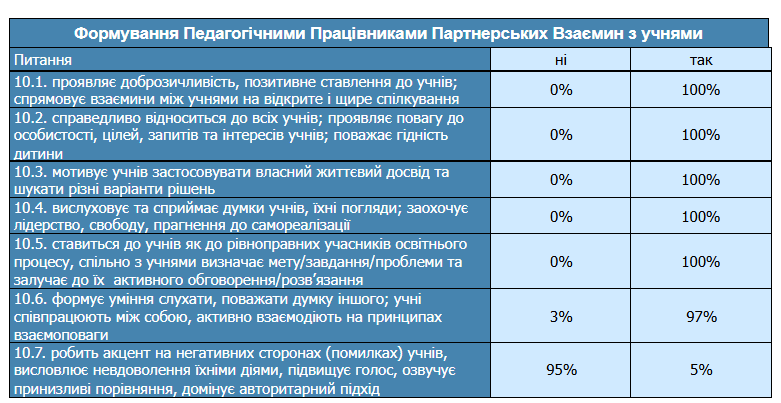 Формування Педагогічними Працівниками Партнерських Взаємин з учнями
Питання ні так
10.1. проявляє доброзичливість, позитивне ставлення до учнів;
спрямовує взаємини між учнями на відкрите і щире спілкування
0% 100%
10.2. справедливо відноситься до всіх учнів; проявляє повагу до
особистості, цілей, запитів та інтересів учнів; поважає гідність
дитини
0% 100%
10.3. мотивує учнів застосовувати власний життєвий досвід та
шукати різні варіанти рішень
0% 100%
10.4. вислуховує та сприймає думки учнів, їхні погляди; заохочує
лідерство, свободу, прагнення до самореалізації
0% 100%
10.5. ставиться до учнів як до рівноправних учасників освітнього
процесу, спільно з учнями визначає мету/завдання/проблеми та
залучає до їх активного обговорення/розв’язання
0% 100%
10.6. формує уміння слухати, поважати думку іншого; учні
співпрацюють між собою, активно взаємодіють на принципах
взаємоповаги
3% 97%
10.7. робить акцент на негативних сторонах (помилках) учнів,
висловлює невдоволення їхніми діями, підвищує голос, озвучує
принизливі порівняння, домінує авторитарний підхід
95% 5%